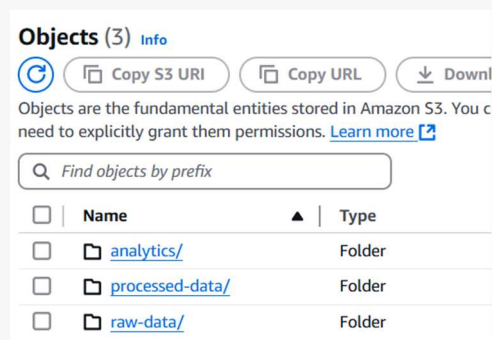 Objects (3) Info
Copy S3 URI Copy URL
Objects are the fundamental entities stored in Amazon S3. You
need to explicitly grant them permissions. Learn more
Find objects by prefix
Name Type
analytics/ Folder
processed-data/ Folder
raw-data/ Folder